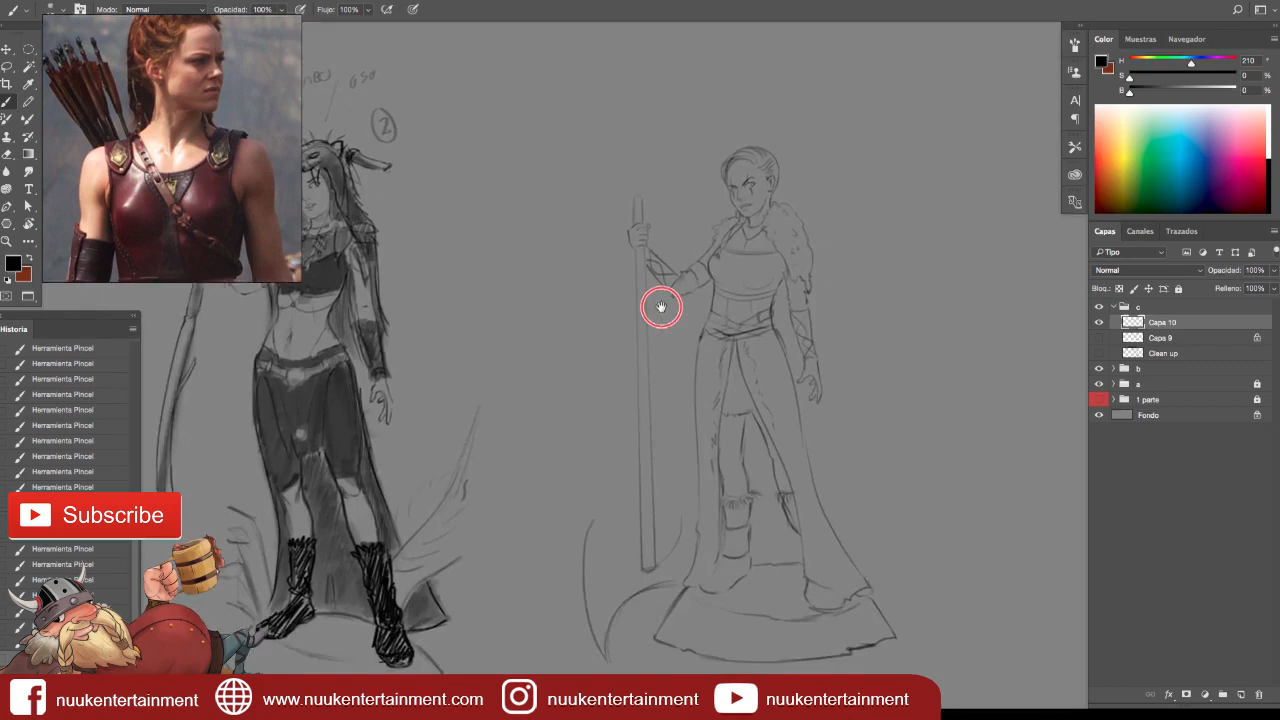 Modo: Normal Opacidad: 100% Flujo: 100%
Color Muestras Navegador
H 210 °
S 0 %
B 0 %
2
Capas Canales Trazados
Tipo
Normal Opacidad: 100%
Bloq.: Relleno: 100%
c
Capa 10
Capa 9
Clean up
b
a
1 parte
Fondo
Historia
Herramienta Pincel
Herramienta Pincel
Herramienta Pincel
Herramienta Pincel
Herramienta Pincel
Herramienta Pincel
Herramienta Pincel
Herramienta Pincel
Herramienta Pincel
Herramienta Pincel
Subscribe
Herramienta Pincel
Herramienta Pincel
Herramienta Pincel
nuukentertainment www.nuukentertainment.com nuukentertainment nuukentertainment